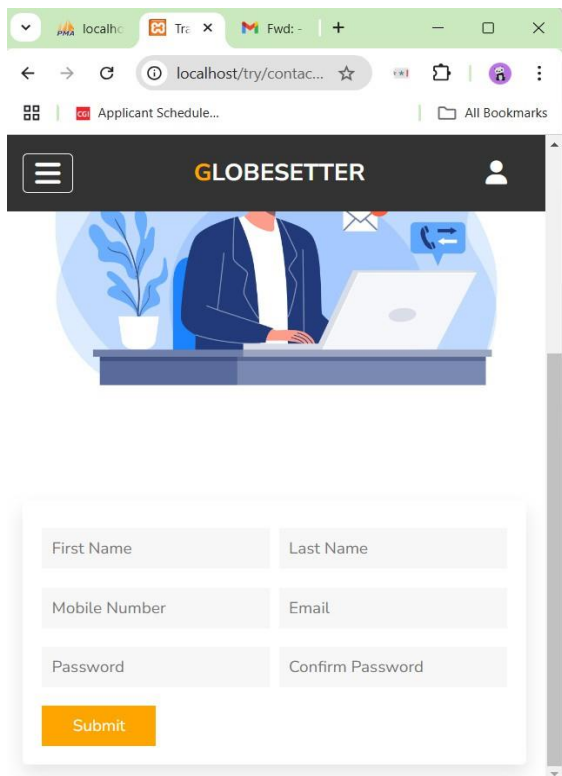 localho
Tra
Fwd: -
localhost/try/contac...
CGI
Applicant Schedule...
All Bookmarks
GLOBESETTER
First Name
Last Name
Mobile Number
Email
Password
Confirm Password
Submit